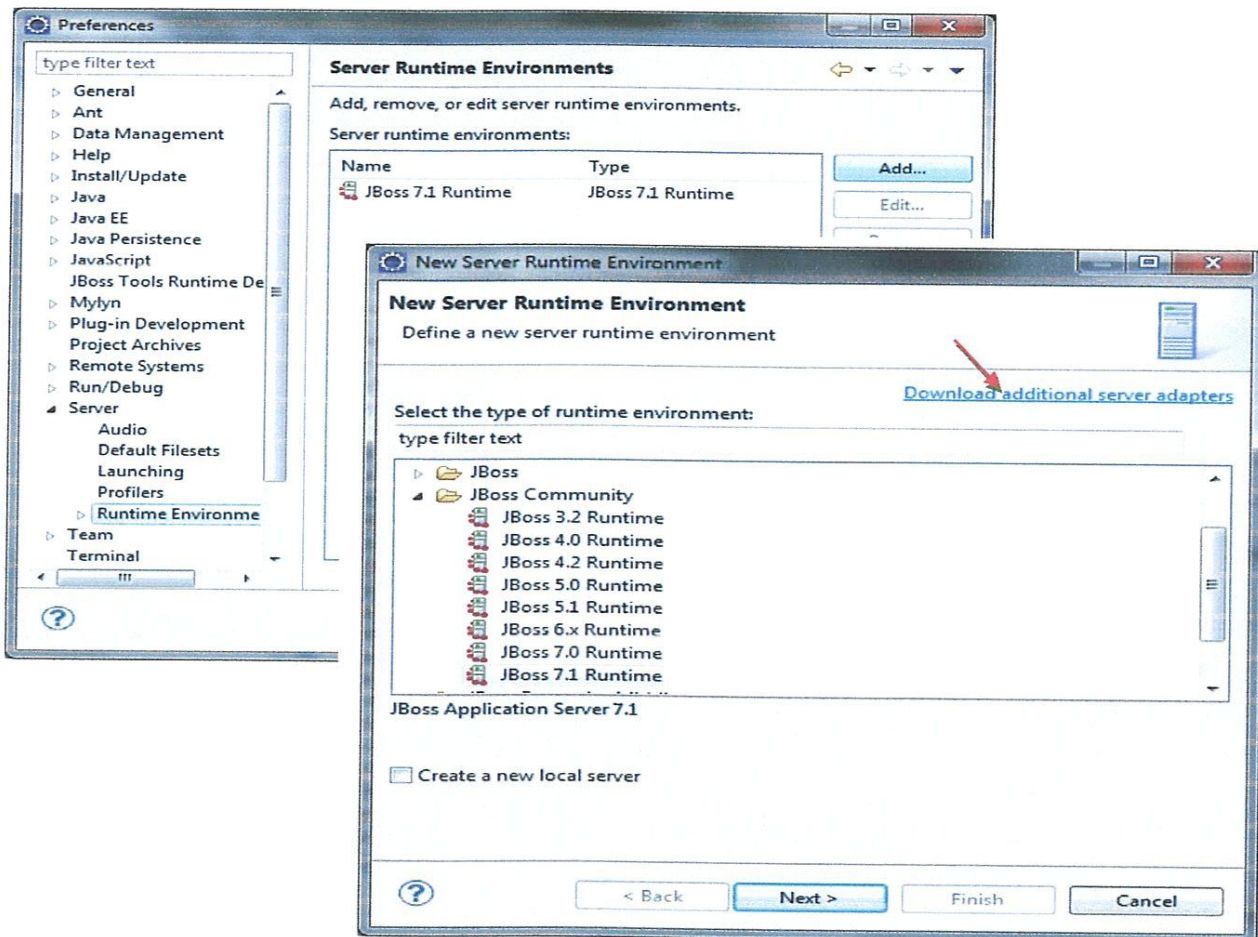 Preferences
type filter text
General
Ant
Data Management
Help
Install/Update
Java
Java EE
Java Persistence
JavaScript
JBoss Tools Runtime De
Mylyn
Plug-in Development
Project Archives
Remote Systems
Run/Debug
Server
Audio
Default Filesets
Launching
Profilers
Runtime Environme
Team
Terminal
Server Runtime Environments
Add, remove, or edit server runtime environments.
Server runtime environments:
Name Type
JBoss 7.1 Runtime JBoss 7.1 Runtime
Add...
Edit...
New Server Runtime Environment
New Server Runtime Environment
Define a new server runtime environment
Download additional server adapters
Select the type of runtime environment:
type filter text
JBoss
JBoss Community
JBoss 3.2 Runtime
JBoss 4.0 Runtime
JBoss 4.2 Runtime
JBoss 5.0 Runtime
JBoss 5.1 Runtime
JBoss 6.x Runtime
JBoss 7.0 Runtime
JBoss 7.1 Runtime
JBoss Application Server 7.1
Create a new local server
< Back Next > Finish Cancel